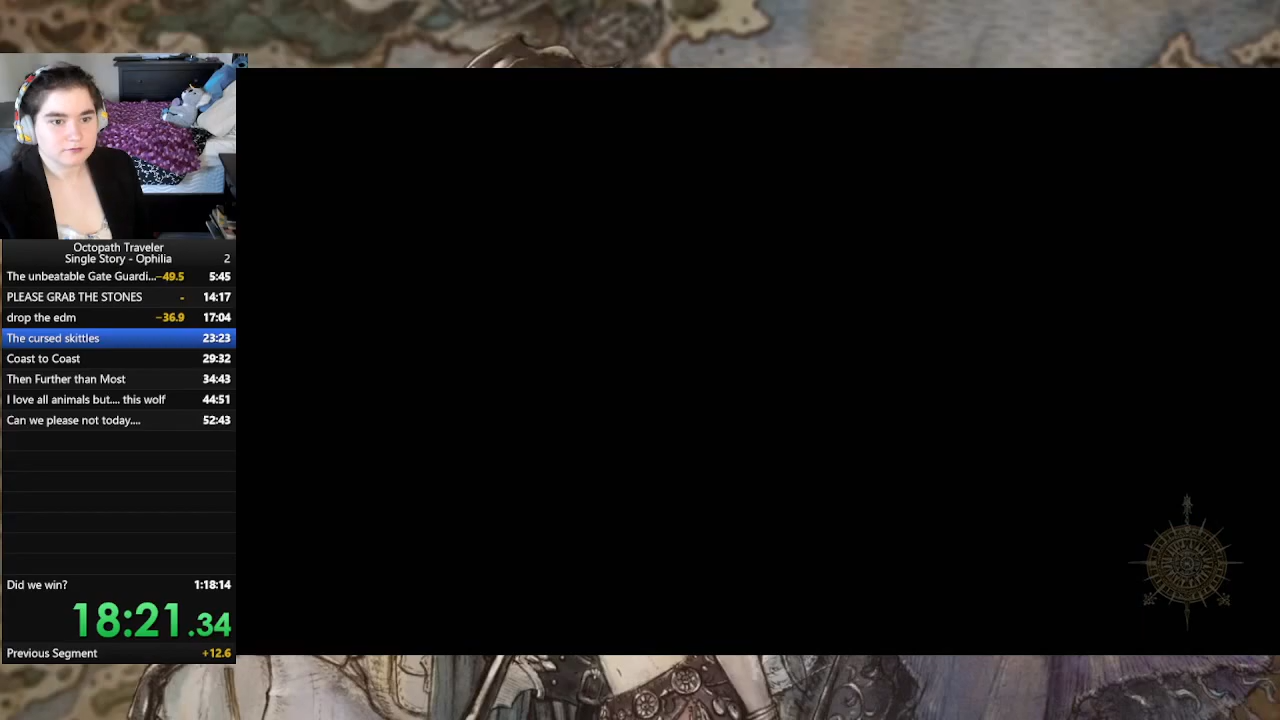 Octopath Traveler
Single Story - Ophilia 2
The unbeatable Gate Guardi... -49.5 5:45
PLEASE GRAB THE STONES - 14:17
drop the edm -36.9 17:04
The cursed skittles 23:23
Coast to Coast 29:32
Then Further than Most 34:43
I love all animals but.... this wolf 44:51
Can we please not today.... 52:43
Did we win? 1:18:14
18:21.34
Previous Segment +12.6